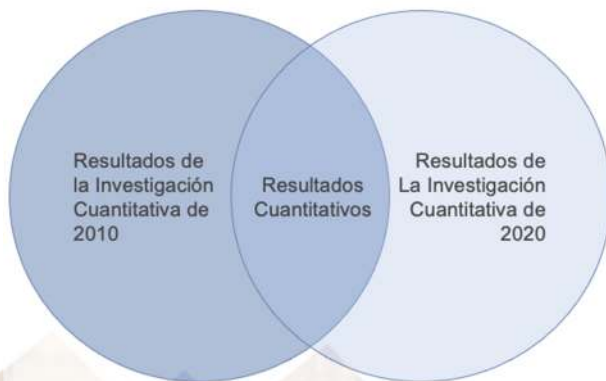 Resultados de
la Investigación
Cuantitativa de
2010
Resultados
Cuantitativos
Resultados de
La Investigación
Cuantitativa de
2020